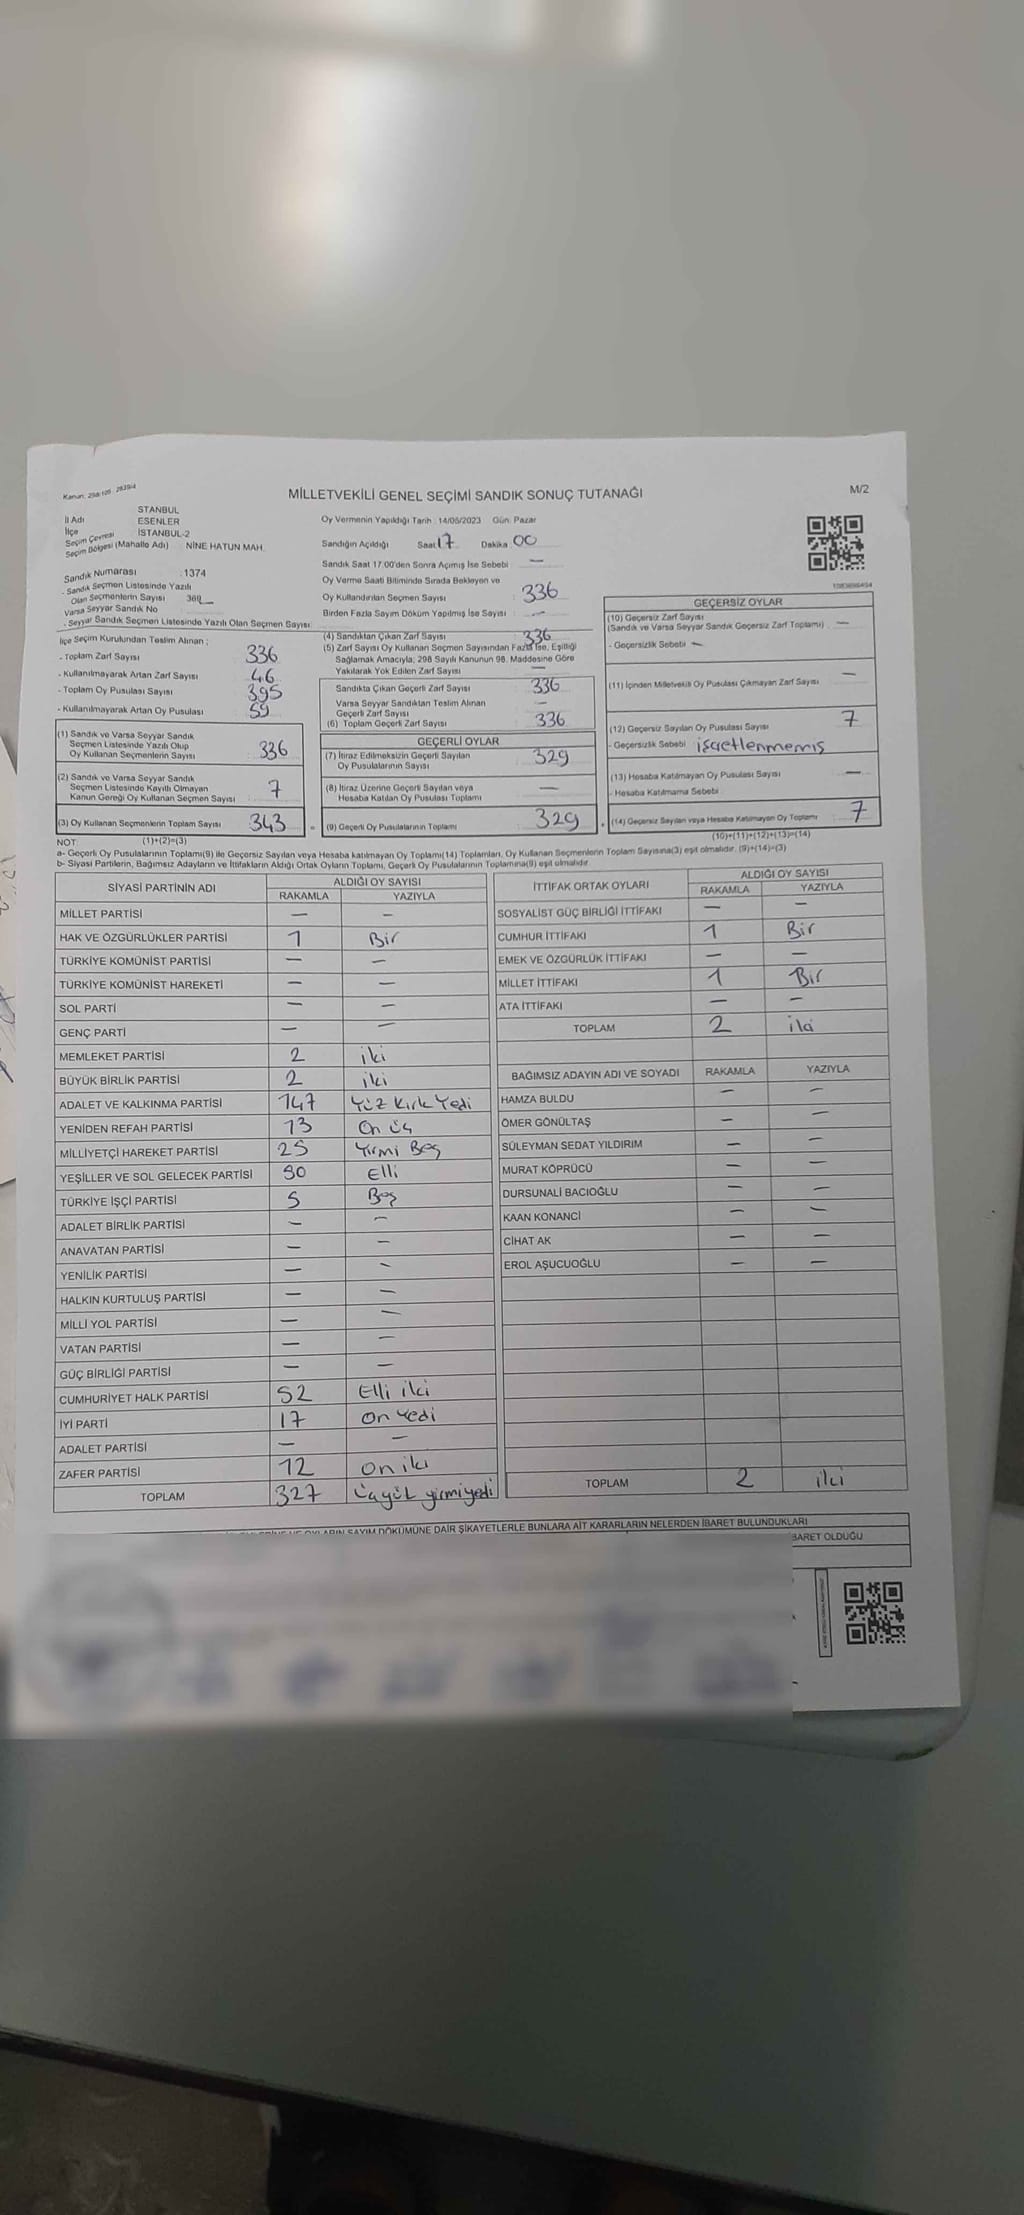 Kanun: 298/105 - 2839/4
MİLLETVEKİLİ GENEL SEÇİMİ SANDIK SONUÇ TUTANAĞI
M/2
İl Adı STANBUL
İlçe ESENLER
Seçim Çevresi İSTANBUL-2
Seçim Bölgesi (Mahalle Adı) NİNE HATUN MAH.
Oy Vermenin Yapıldığı Tarih : 14/05/2023 Gün: Pazar
Sandığın Açıldığı Saat 17 Dakika 00
Sandık Saat 17.00'den Sonra Açımış İse Sebebi —
Sandık Numarası : 1374
- Sandık Seçmen Listesinde Yazılı
Olan Seçmenlerin Sayısı
Varsa Seyyar Sandık No
- Seyyar Sandık Seçmen Listesinde Yazılı Olan Seçmen Sayısı
Oy Verme Saati Bitiminde Sırada Bekleyen ve
Oy Kullandırılan Seçmen Sayısı : 336
Birden Fazla Sayım Döküm Yapılmış İse Sayısı : —
İlçe Seçim Kurulundan Teslim Alınan ;
- Toplam Zarf Sayısı 336
- Kullanılmayarak Artan Zarf Sayısı 46
- Toplam Oy Pusulası Sayısı 395
- Kullanılmayarak Artan Oy Pusulası 59
(4) Sandıktan Çıkan Zarf Sayısı 336
(5) Zarf Sayısı Oy Kullanan Seçmen Sayısından Fazla İse, Eşitliği
Sağlamak Amacıyla; 298 Sayılı Kanunun 98. Maddesine Göre
Yakılarak Yok Edilen Zarf Sayısı —
Sandıkta Çıkan Geçerli Zarf Sayısı 336
Varsa Seyyar Sandıktan Teslim Alınan
Geçerli Zarf Sayısı —
(6) Toplam Geçerli Zarf Sayısı 336
(1) Sandık ve Varsa Seyyar Sandık
Seçmen Listesinde Yazılı Olup
Oy Kullanan Seçmenlerin Sayısı 336
(2) Sandık ve Varsa Seyyar Sandık
Seçmen Listesinde Kayıtlı Olmayan
Kanun Gereği Oy Kullanan Seçmen Sayısı 7
(3) Oy Kullanan Seçmenlerin Toplam Sayısı 343
GEÇERLİ OYLAR
(7) İtiraz Edilmeksizin Geçerli Sayılan
Oy Pusulalarının Sayısı 329
(8) İtiraz Üzerine Geçerli Sayılan veya
Hesaba Katılan Oy Pusulası Toplamı —
= (9) Geçerli Oy Pusulalarının Toplamı 329
GEÇERSİZ OYLAR
(10) Geçersiz Zarf Sayısı
(Sandık ve Varsa Seyyar Sandık Geçersiz Zarf Toplamı) —
- Geçersizlik Sebebi —
(11) İçinden Milletvekili Oy Pusulası Çıkmayan Zarf Sayısı —
(12) Geçersiz Sayılan Oy Pusulası Sayısı 7
- Geçersizlik Sebebi işaretlenmemiş
(13) Hesaba Katılmayan Oy Pusulası Sayısı —
- Hesaba Katılmama Sebebi
+ (14) Geçersiz Sayılan veya Hesaba Katılmayan Oy Toplamı 7
NOT: (1)+(2)=(3) (10)+(11)+(12)+(13)=(14)
a- Geçerli Oy Pusulalarının Toplamı(9) ile Geçersiz Sayılan veya Hesaba katılmayan Oy Toplamı(14) Toplamları, Oy Kullanan Seçmenlerin Toplam Sayısına(3) eşit olmalıdır. (9)+(14)=(3)
b- Siyasi Partilerin, Bağımsız Adayların ve İttifakların Aldığı Ortak Oyların Toplamı, Geçerli Oy Pusulalarının Toplamına(9) eşit olmalıdır.
SİYASİ PARTİNİN ADI ALDIĞI OY SAYISI
RAKAMLA YAZIYLA
MİLLET PARTİSİ — —
HAK VE ÖZGÜRLÜKLER PARTİSİ 1 Bir
TÜRKİYE KOMÜNİST PARTİSİ — —
TÜRKİYE KOMÜNİST HAREKETİ — —
SOL PARTİ — —
GENÇ PARTİ — —
MEMLEKET PARTİSİ 2 iki
BÜYÜK BİRLİK PARTİSİ 2 iki
ADALET VE KALKINMA PARTİSİ 147 Yüz Kırk Yedi
YENİDEN REFAH PARTİSİ 13 On üç
MİLLİYETÇİ HAREKET PARTİSİ 25 Yirmi Beş
YEŞİLLER VE SOL GELECEK PARTİSİ 50 Elli
TÜRKİYE İŞÇİ PARTİSİ 5 Beş
ADALET BİRLİK PARTİSİ — —
ANAVATAN PARTİSİ — —
YENİLİK PARTİSİ — —
HALKIN KURTULUŞ PARTİSİ — —
MİLLİ YOL PARTİSİ — —
VATAN PARTİSİ — —
GÜÇ BİRLİĞİ PARTİSİ — —
CUMHURİYET HALK PARTİSİ 52 Elli iki
İYİ PARTİ 17 On Yedi
ADALET PARTİSİ — —
ZAFER PARTİSİ 12 on iki
TOPLAM 327 üçyüz yirmiyedi
İTTİFAK ORTAK OYLARI ALDIĞI OY SAYISI
RAKAMLA YAZIYLA
SOSYALİST GÜÇ BİRLİĞİ İTTİFAKI — —
CUMHUR İTTİFAKI 1 Bir
EMEK VE ÖZGÜRLÜK İTTİFAKI — —
MİLLET İTTİFAKI 1 Bir
ATA İTTİFAKI — —
TOPLAM 2 iki
BAĞIMSIZ ADAYIN ADI VE SOYADI RAKAMLA YAZIYLA
HAMZA BULDU — —
ÖMER GÖNÜLTAŞ — —
SÜLEYMAN SEDAT YILDIRIM — —
MURAT KÖPRÜCÜ — —
DURSUNALİ BACIOĞLU — —
KAAN KONANCİ — —
CİHAT AK — —
EROL AŞUCUOĞLU — —
TOPLAM 2 iki
OYLARIN SAYIM DÖKÜMÜNE DAİR ŞİKAYETLERLE BUNLARA AİT KARARLARIN NELERDEN İBARET BULUNDUKLARI
BARET OLDUĞU